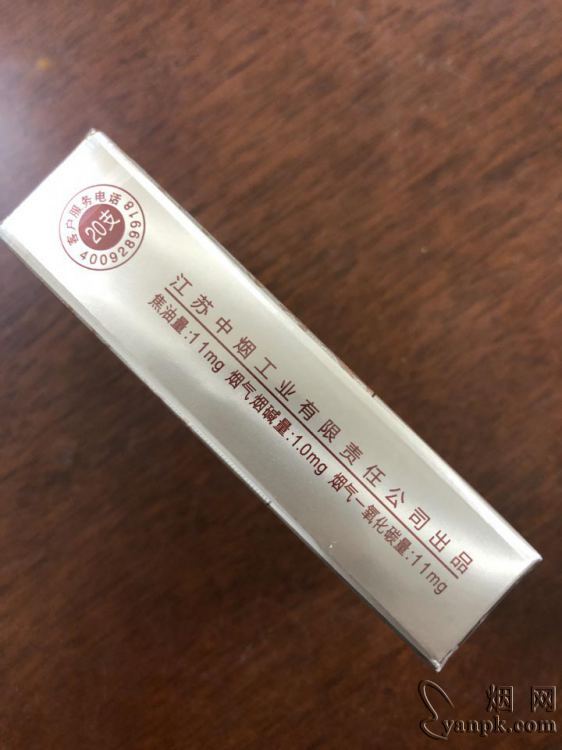 客户服务电话
4009289918
20支
江苏中烟工业有限责任公司出品
焦油量:11mg 烟气烟碱量:1.0mg 烟气一氧化碳量:11mg
烟网
yanpk.com